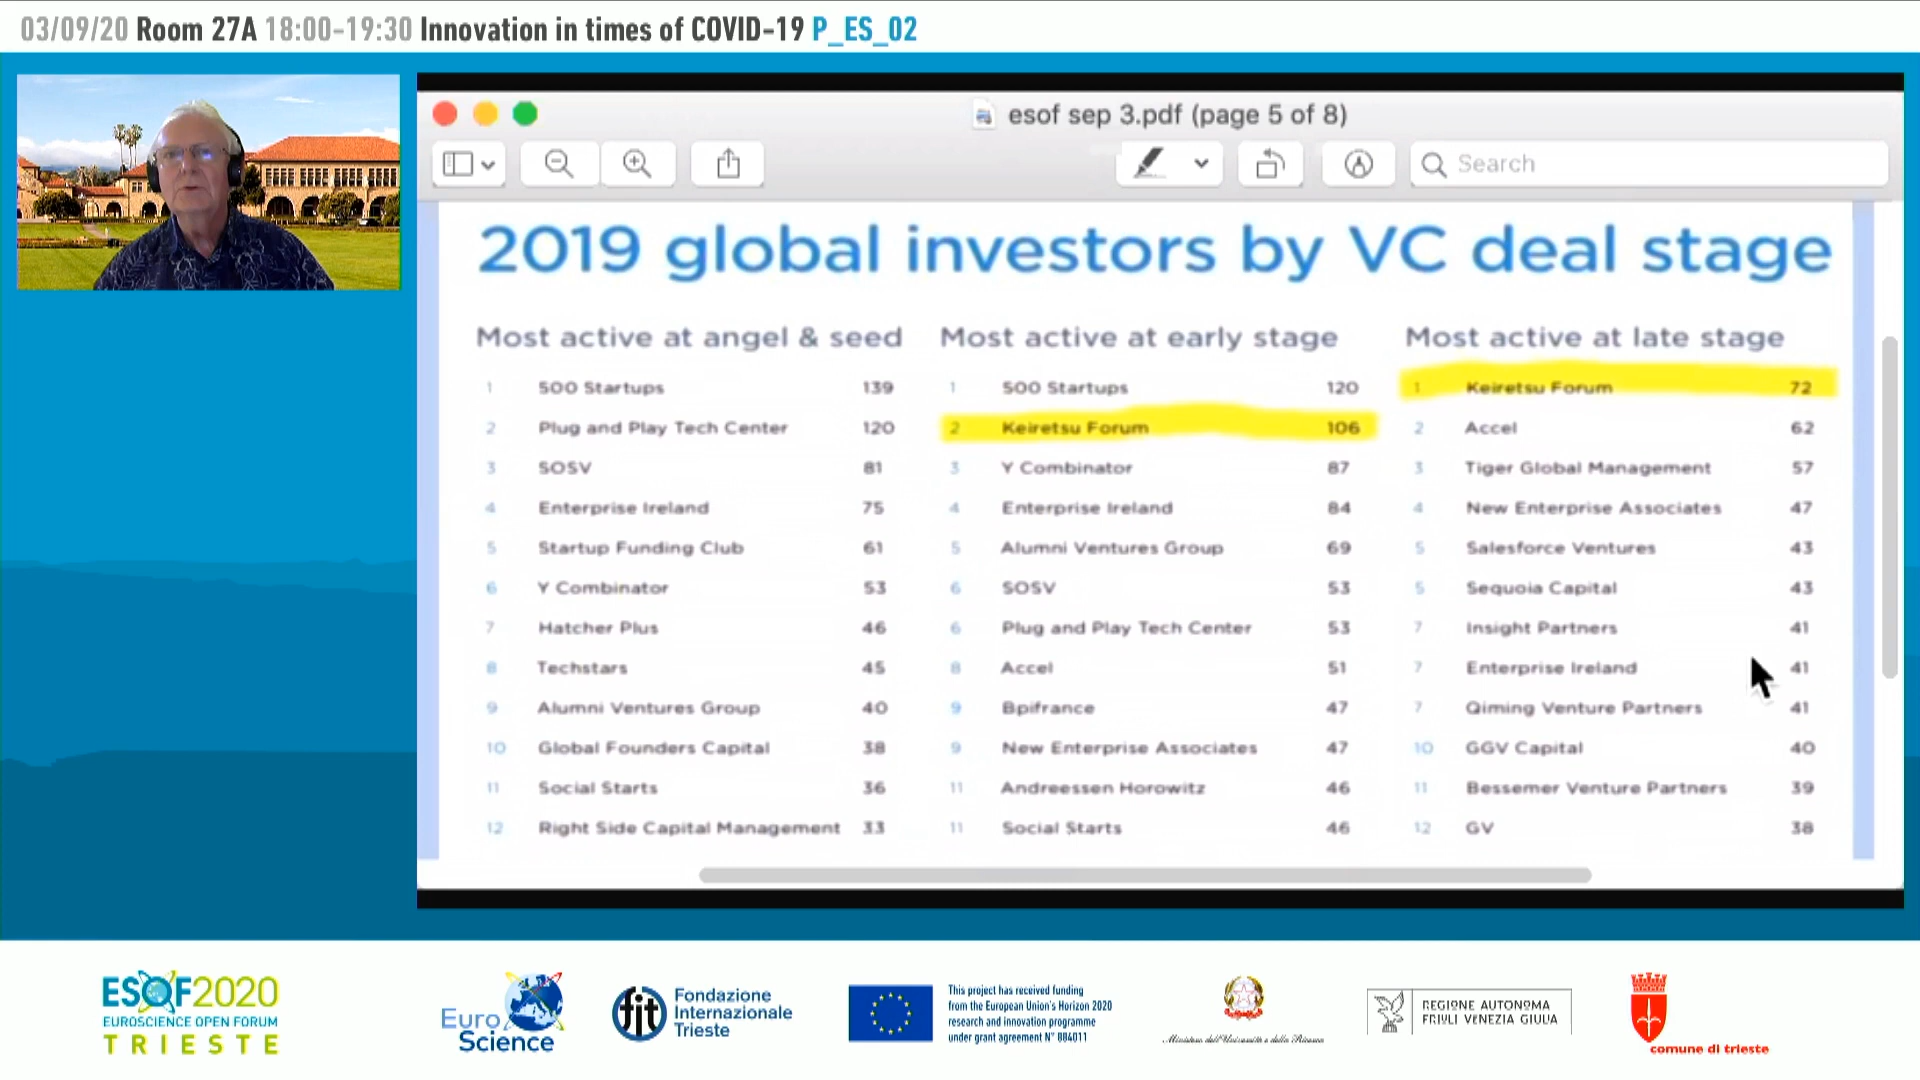 03/09/20 Room 27A 18:00-19:30 Innovation in times of COVID-19 P_ES_02
esof sep 3.pdf (page 5 of 8)
Search
2019 global investors by VC deal stage
Most active at angel & seed
1 500 Startups 139
2 Plug and Play Tech Center 120
3 SOSV 81
4 Enterprise Ireland 75
5 Startup Funding Club 61
6 Y Combinator 53
7 Hatcher Plus 46
8 Techstars 45
9 Alumni Ventures Group 40
10 Global Founders Capital 38
11 Social Starts 36
12 Right Side Capital Management 33
Most active at early stage
1 500 Startups 120
2 Keiretsu Forum 106
3 Y Combinator 87
4 Enterprise Ireland 84
5 Alumni Ventures Group 69
6 SOSV 53
6 Plug and Play Tech Center 53
8 Accel 51
9 Bpifrance 47
9 New Enterprise Associates 47
11 Andreessen Horowitz 46
11 Social Starts 46
Most active at late stage
1 Keiretsu Forum 72
2 Accel 62
3 Tiger Global Management 57
4 New Enterprise Associates 47
5 Salesforce Ventures 43
5 Sequoia Capital 43
7 Insight Partners 41
7 Enterprise Ireland 41
7 Qiming Venture Partners 41
10 GGV Capital 40
11 Bessemer Venture Partners 39
12 GV 38
ESOF2020
EUROSCIENCE OPEN FORUM
TRIESTE
Euro
Science
fit
Fondazione
Internazionale
Trieste
This project has received funding
from the European Union's Horizon 2020
research and innovation programme
under grant agreement N° 884011
Ministero dell'Università e della Ricerca
REGIONE AUTONOMA
FRIULI VENEZIA GIULIA
comune di trieste